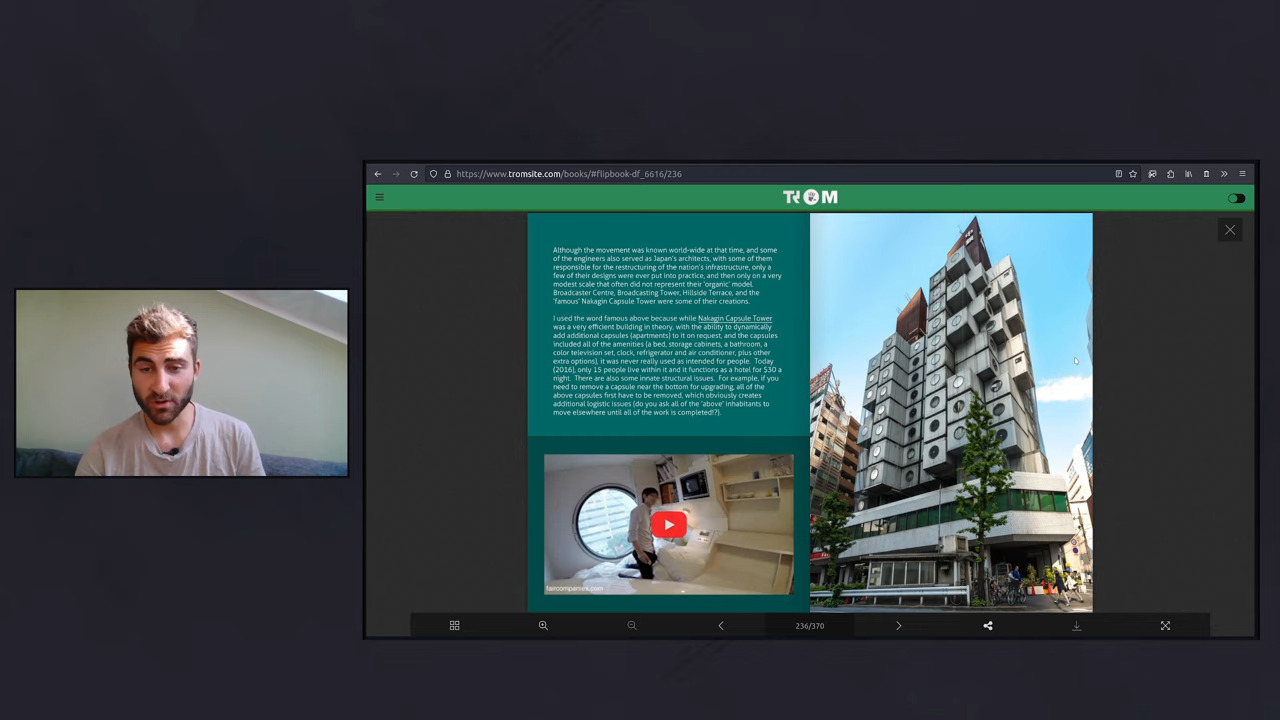 https://www.tromsite.com/books/#flipbook-df_6616/236
TROM
Although the movement was known world-wide at that time, and some
of the engineers also served as Japan's architects, with some of them
responsible for the restructuring of the nation's infrastructure, only a
few of their designs were ever put into practice, and then only on a very
modest scale that often did not represent their 'organic' model.
Broadcaster Centre, Broadcasting Tower, Hillside Terrace, and the
'famous' Nakagin Capsule Tower were some of their creations.
I used the word famous above because while Nakagin Capsule Tower
was a very efficient building in theory, with the ability to dynamically
add additional capsules (apartments) to it on request, and the capsules
included all of the amenities (a bed, storage cabinets, a bathroom, a
color television set, clock, refrigerator and air conditioner, plus other
extra options), it was never really used as intended for people. Today
(2016), only 15 people live within it and it functions as a hotel for $30 a
night. There are also some innate structural issues. For example, if you
need to remove a capsule near the bottom for upgrading, all of the
above capsules first have to be removed, which obviously creates
additional logistic issues (do you ask all of the 'above' inhabitants to
move elsewhere until all of the work is completed!?).
faircompanies.com
236/370